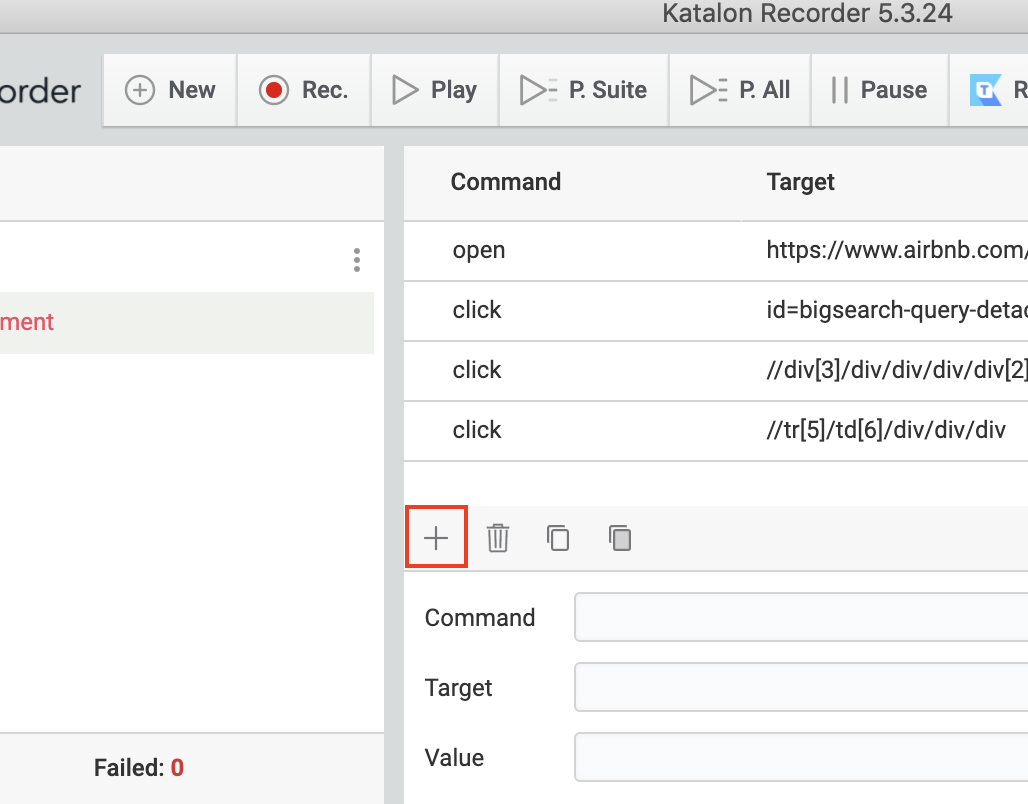 Katalon Recorder 5.3.24
order New Rec. Play P. Suite P. All Pause R
Command Target
open https://www.airbnb.com/
click id=bigsearch-query-detac
ment
click //div[3]/div/div/div/div[2]
click //tr[5]/td[6]/div/div/div
Command
Target
Value
Failed: 0